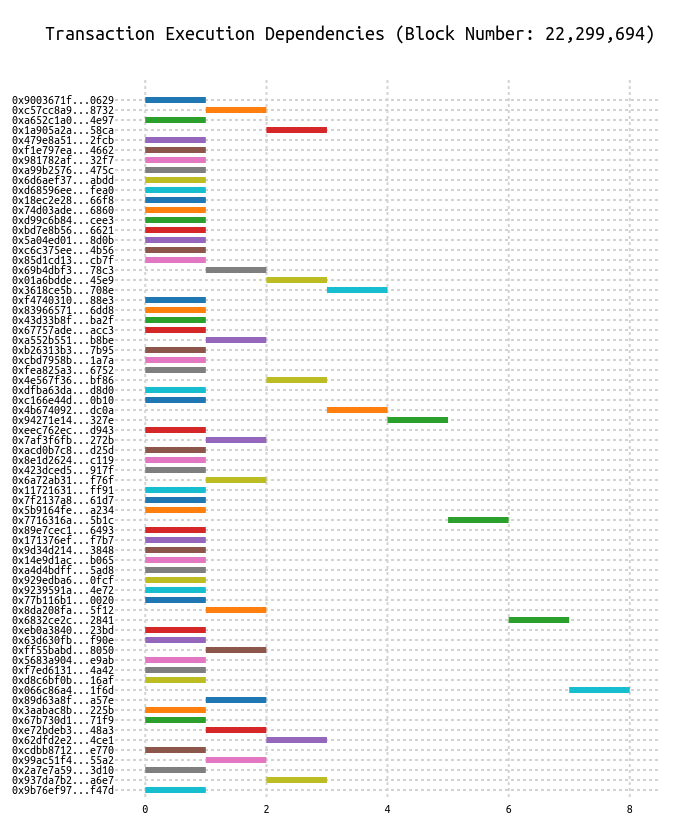 Transaction Execution Dependencies (Block Number: 22,299,694)
0x9003671f...0629
0xc57cc8a9...8732
0xa652c1a0...4e97
0x1a905a2a...58ca
0x479e8a51...2fcb
0xf1e797ea...4662
0x981782af...32f7
0xa99b2576...475c
0x6d6aef37...abdd
0xd68596ee...fea0
0x18ec2e28...66f8
0x74d03ade...6860
0xd99c6b84...cee3
0xbd7e8b56...6621
0x5a04ed01...8d0b
0xc6c375ee...4b56
0x85d1cd13...cb7f
0x69b4dbf3...78c3
0x01a6bdde...45e9
0x3618ce5b...708e
0xf4740310...88e3
0x83966571...6dd8
0x43d33b8f...ba2f
0x67757ade...acc3
0xa552b551...b8be
0xb26313b3...7b95
0xcbd7958b...1a7a
0xfea825a3...6752
0x4e567f36...bf86
0xdfba63da...d8d0
0xc166e44d...0b10
0x4b674092...dc0a
0x94271e14...327e
0xeec762ec...d943
0x7af3f6fb...272b
0xacd0b7c8...d25d
0x8e1d2624...c119
0x423dced5...917f
0x6a72ab31...f76f
0x11721631...ff91
0x7f2137a8...61d7
0x5b9164fe...a234
0x7716316a...5b1c
0x89e7cec1...6493
0x171376ef...f7b7
0x9d34d214...3848
0x14e9d1ac...b065
0xa4d4bdff...5ad8
0x929edba6...0fcf
0x9239591a...4e72
0x77b116b1...0020
0x8da208fa...5f12
0x6832ce2c...2841
0xeb0a3840...23bd
0x63d630fb...f90e
0xff55babd...8050
0x5683a904...e9ab
0xf7ed6131...4a42
0xd8c6bf0b...16af
0x066c86a4...1f6d
0x89d63a8f...a57e
0x3aabac8b...225b
0x67b730d1...71f9
0xe72bdeb3...48a3
0x62dfd2e2...4ce1
0xcdbb8712...e770
0x99ac51f4...55a2
0x2a7e7a59...3d10
0x937da7b2...a6e7
0x9b76ef97...f47d
0 2 4 6 8